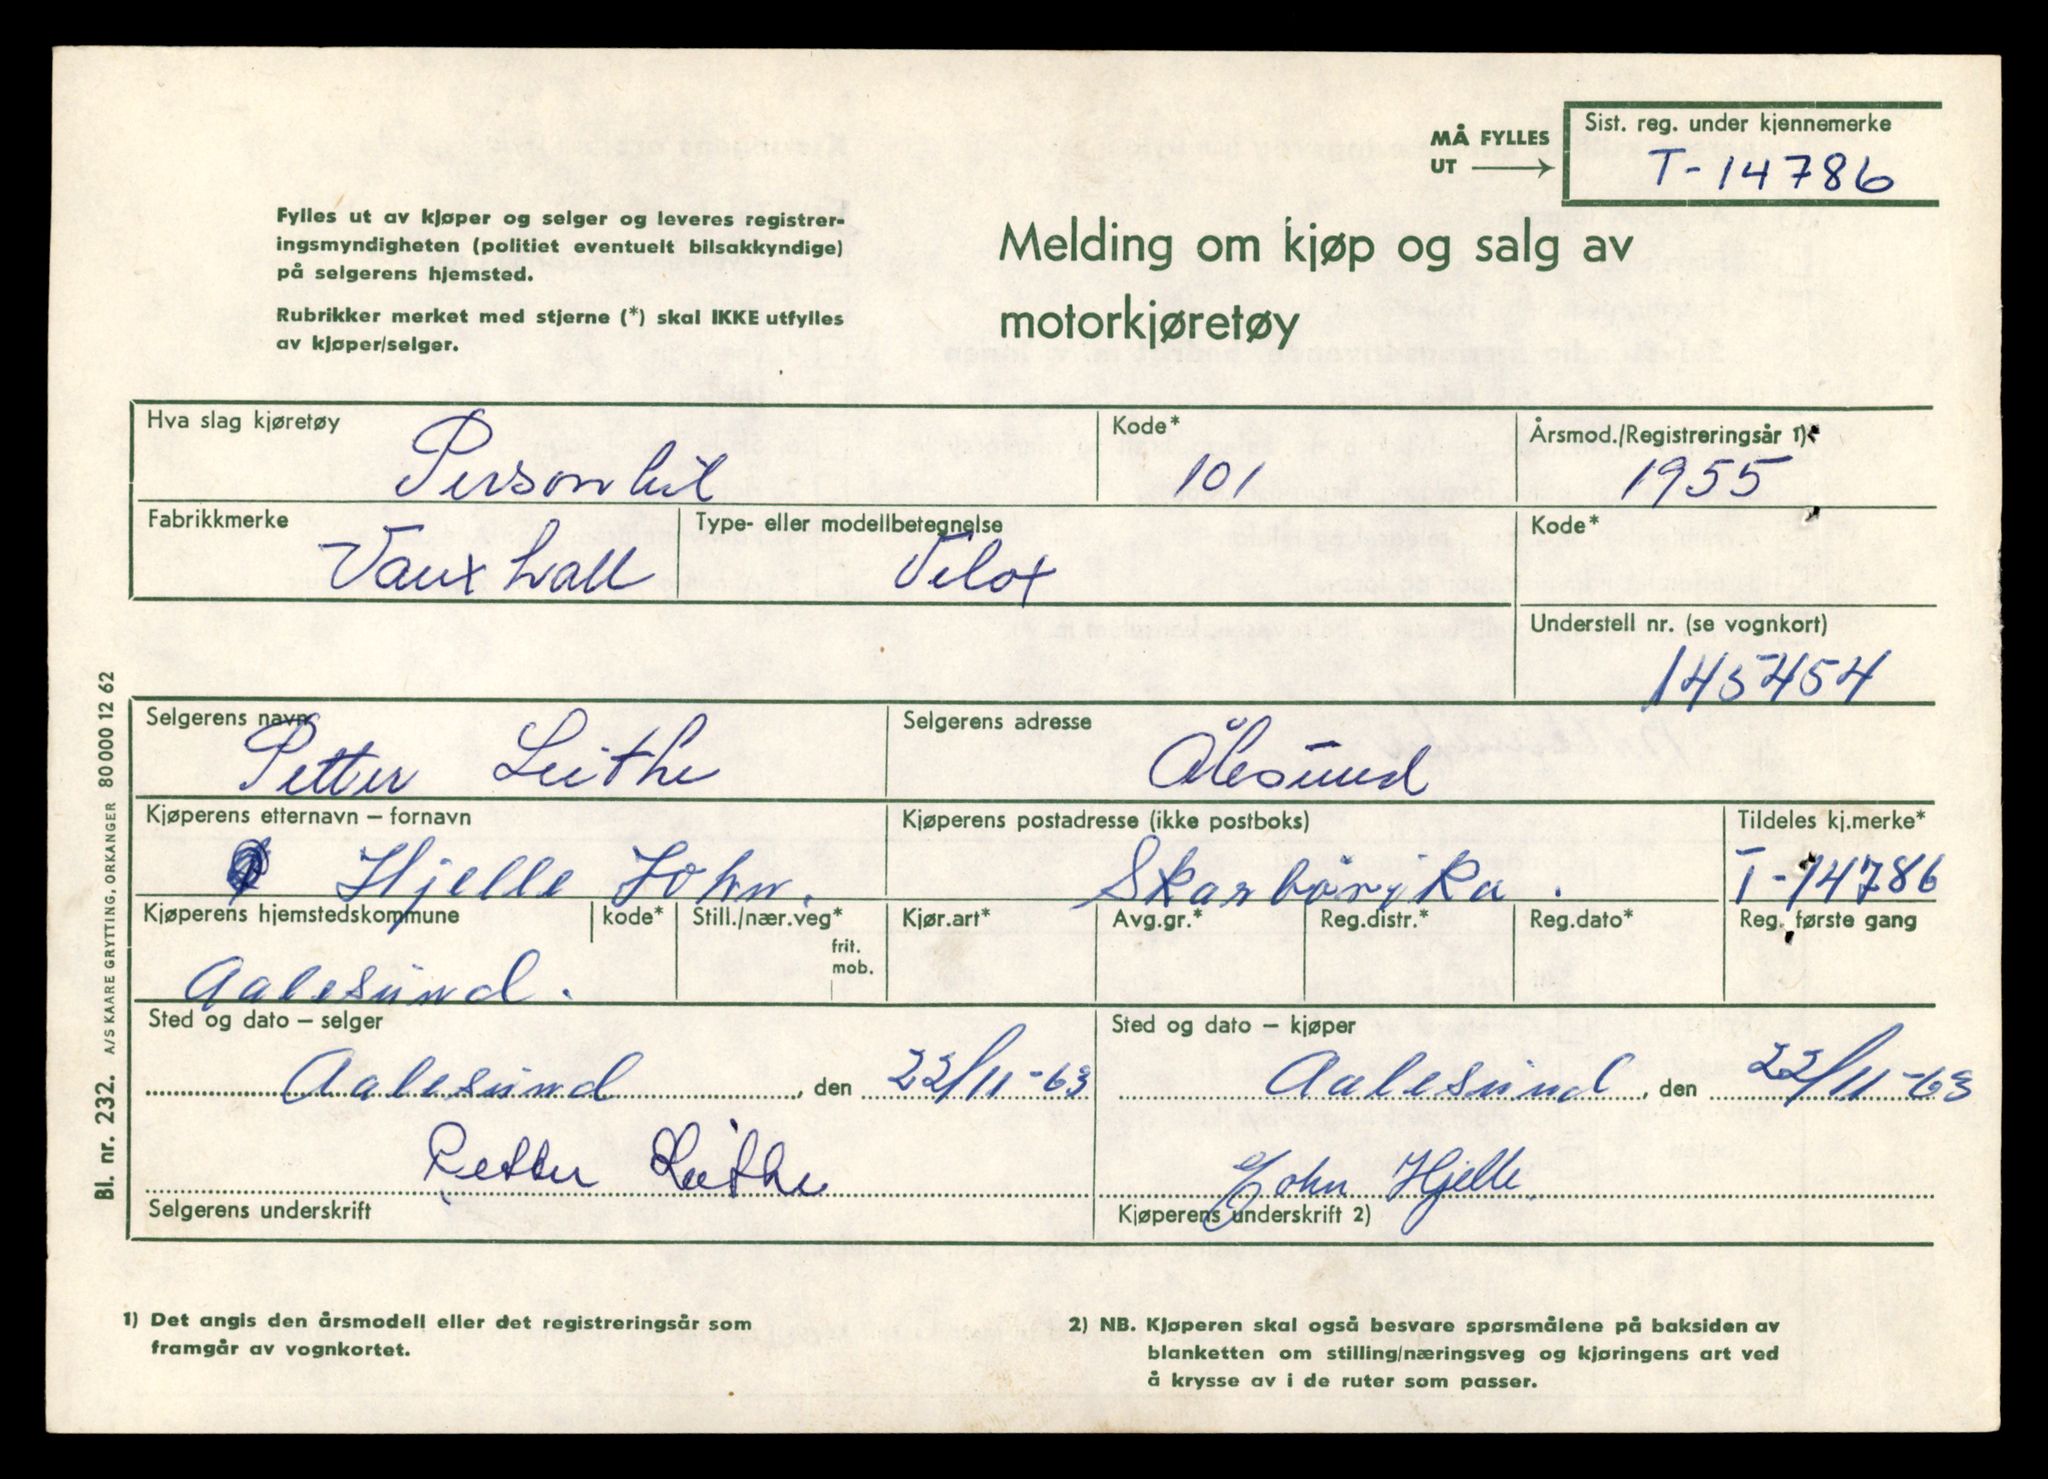 MÅ FYLLES UT →
Sist. reg. under kjennemerke
T-14786
Fylles ut av kjøper og selger og leveres registrer-
ingsmyndigheten (politiet eventuelt bilsakkyndige)
på selgerens hjemsted.
Rubrikker merket med stjerne (*) skal IKKE utfylles
av kjøper/selger.
Melding om kjøp og salg av
motorkjøretøy
Hva slag kjøretøy
Personbil
Kode*
101
Årsmod./Registreringsår 1)
1955
Fabrikkmerke
Vauxhall
Type- eller modellbetegnelse
Velox
Kode*
Understell nr. (se vognkort)
145454
Selgerens navn
Petter Leithe
Selgerens adresse
Ålesund
Kjøperens etternavn – fornavn
Hjelle John.
Kjøperens postadresse (ikke postboks)
Skarbövika.
Tildeles kj.merke*
T-14786
Kjøperens hjemstedskommune
Aalesund.
kode*
Still./nær.veg*
frit.
mob.
Kjør.art*
Avg.gr.*
Reg.distr.*
Reg.dato*
Reg. første gang
Sted og dato – selger
Aalesund, den 22/11-63
Sted og dato – kjøper
Aalesund, den 22/11-63
Petter Leithe
Selgerens underskrift
John Hjelle
Kjøperens underskrift 2)
1) Det angis den årsmodell eller det registreringsår som
framgår av vognkortet.
2) NB. Kjøperen skal også besvare spørsmålene på baksiden av
blanketten om stilling/næringsveg og kjøringens art ved
å krysse av i de ruter som passer.
Bl. nr. 232. A/S KAARE GRYTTING, ORKANGER 80 000 12 62